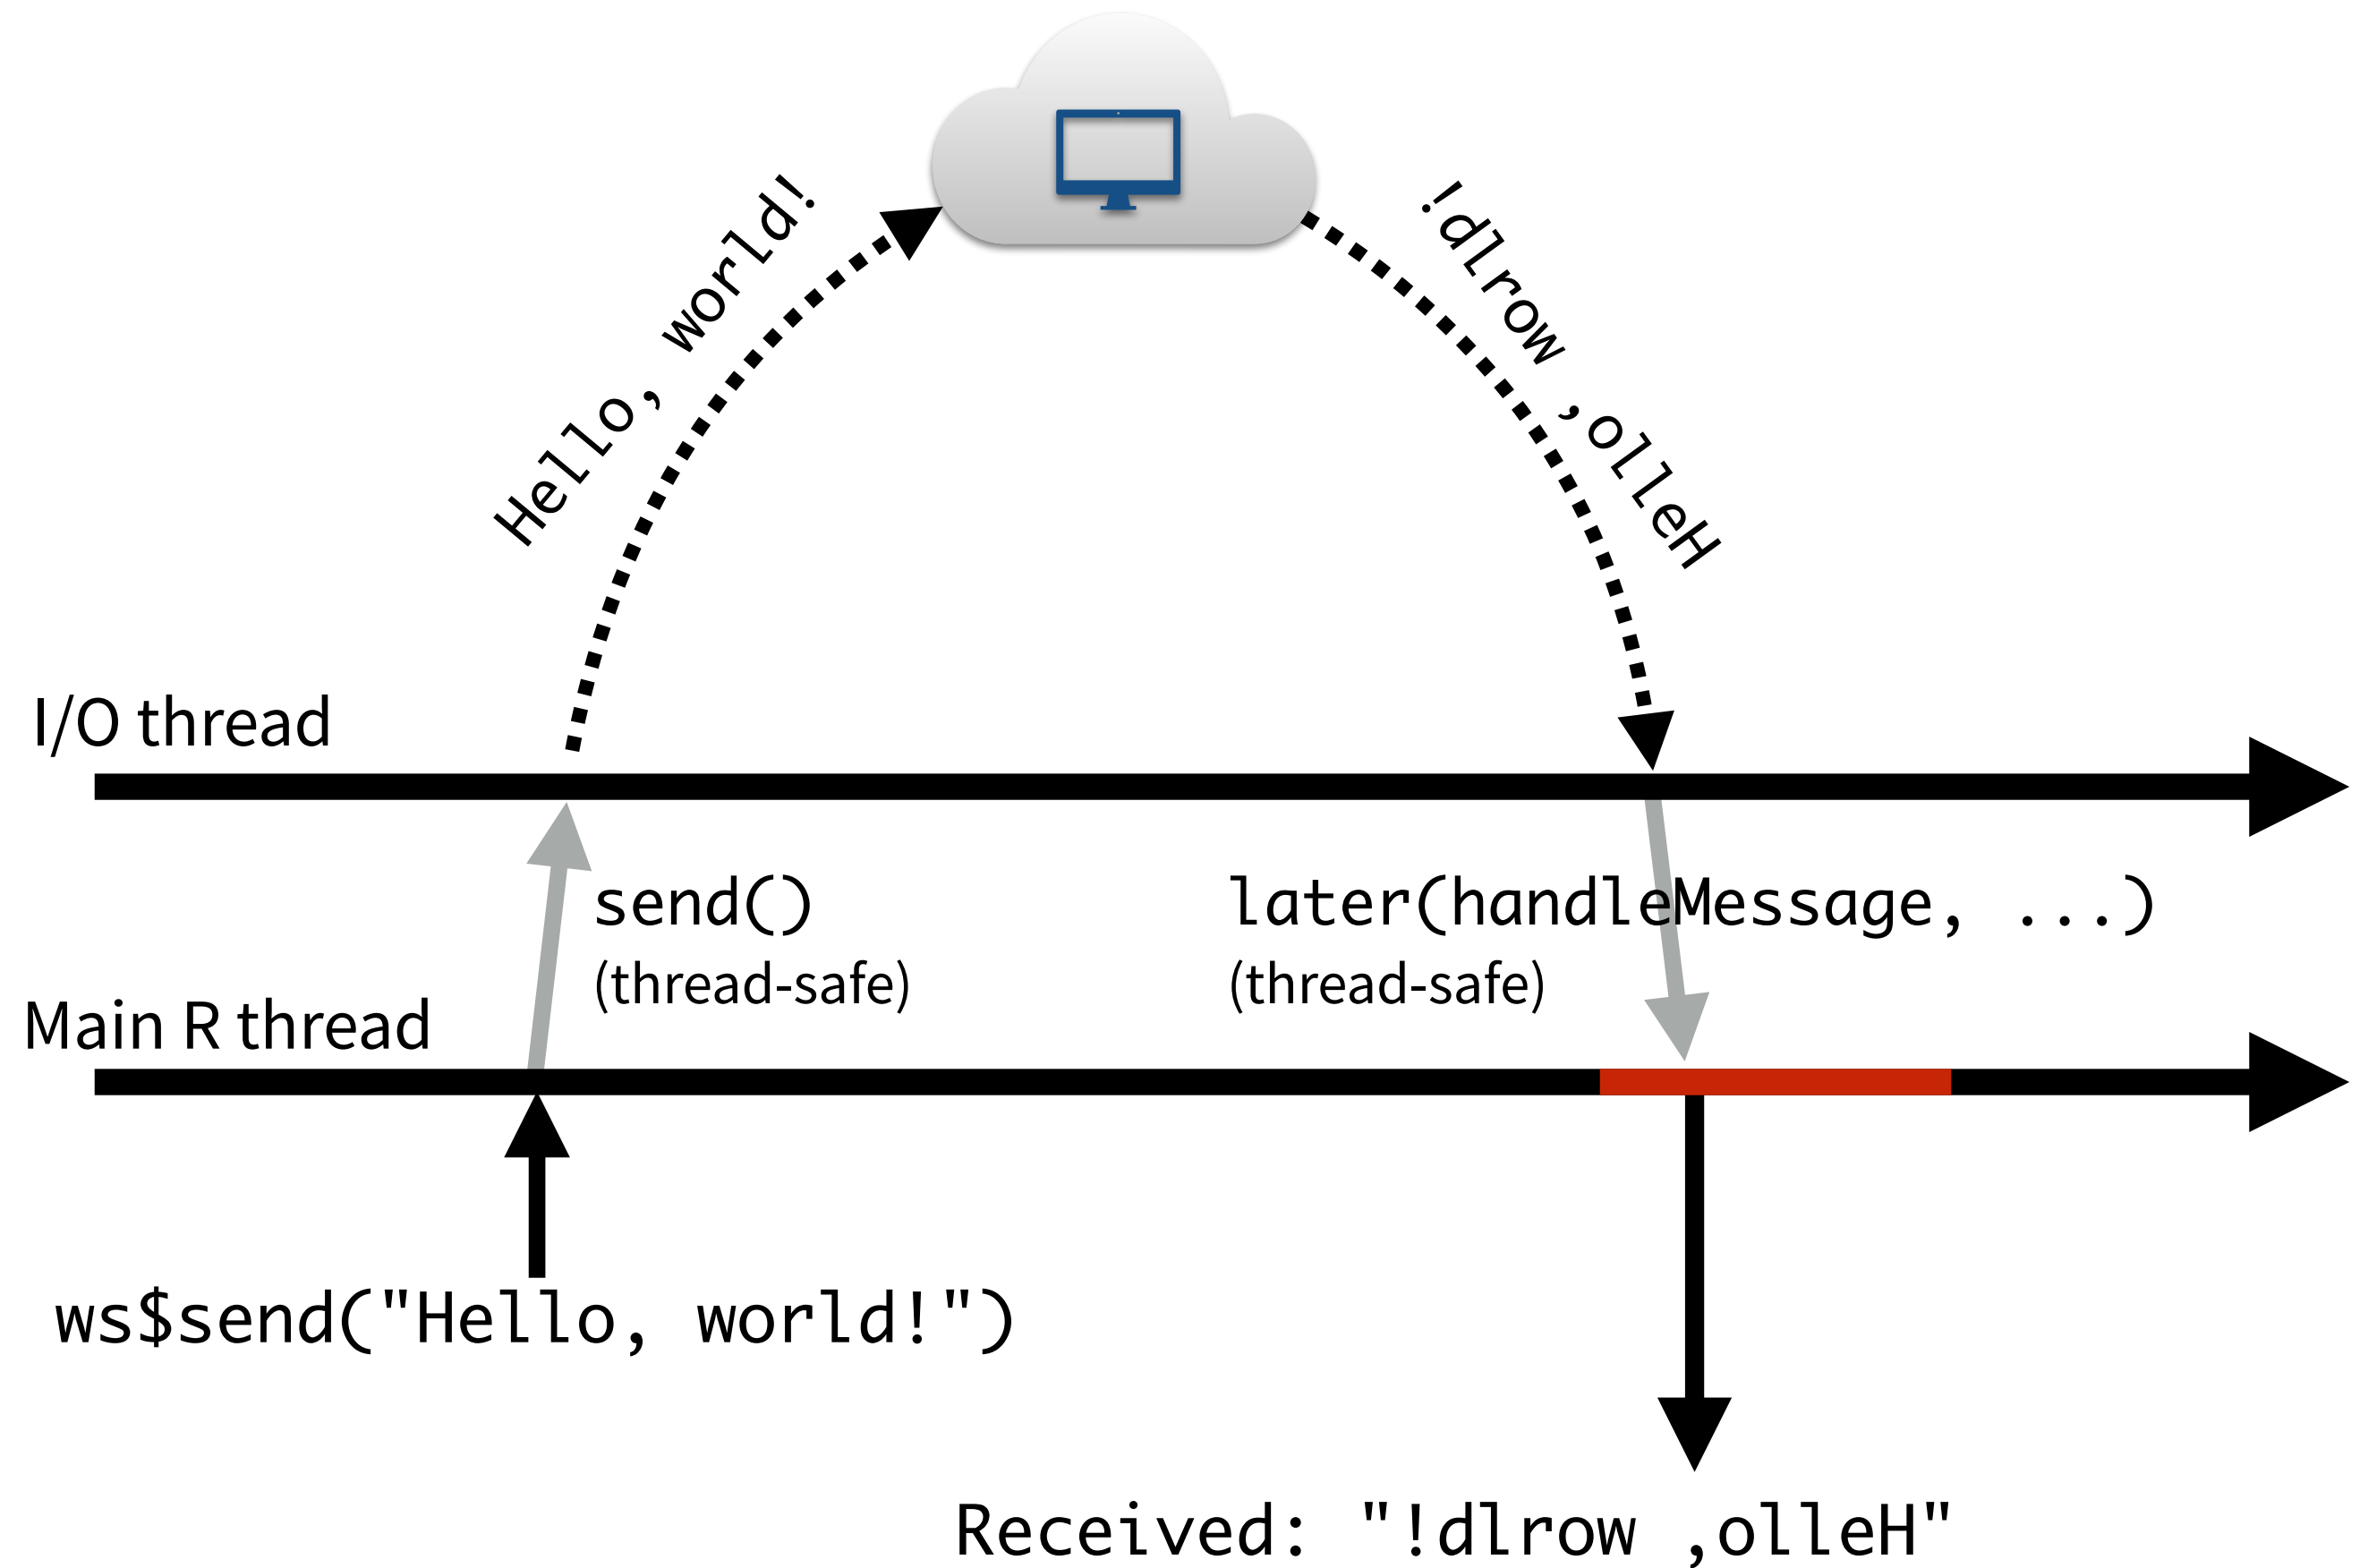 Hello, world!
!dlrow ,olleH
I/O thread
send()
(thread-safe)
later(handleMessage, ...)
(thread-safe)
Main R thread
ws$send("Hello, world!")
Received: "!dlrow ,olleH"